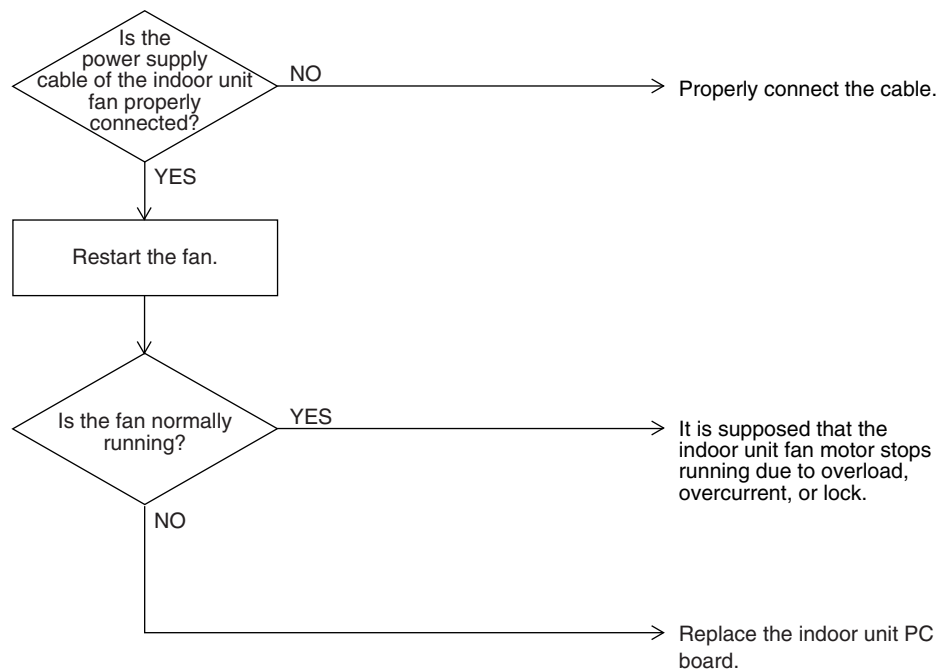 Is the
power supply
cable of the indoor unit
fan properly
connected?
NO
Properly connect the cable.
YES
Restart the fan.
Is the fan normally
running?
YES
It is supposed that the
indoor unit fan motor stops
running due to overload,
overcurrent, or lock.
NO
Replace the indoor unit PC
board.